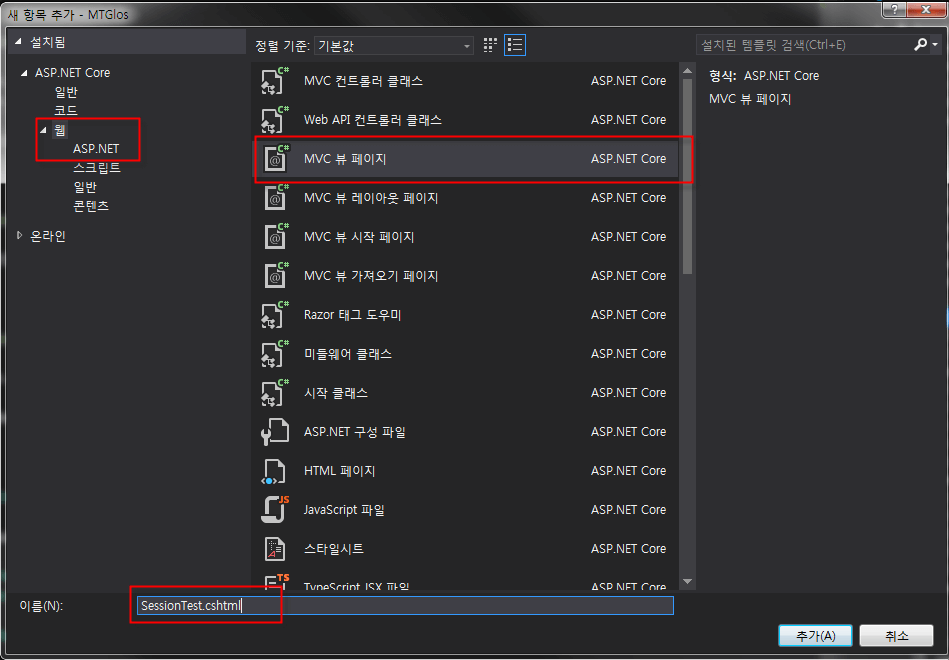 새 항목 추가 - MTGlos
설치됨
정렬 기준: 기본값
설치된 템플릿 검색(Ctrl+E)
ASP.NET Core
일반
코드
웹
ASP.NET
스크립트
일반
콘텐츠
온라인
C# MVC 컨트롤러 클래스 ASP.NET Core
C# Web API 컨트롤러 클래스 ASP.NET Core
C# MVC 뷰 페이지 ASP.NET Core
C# MVC 뷰 레이아웃 페이지 ASP.NET Core
C# MVC 뷰 시작 페이지 ASP.NET Core
C# MVC 뷰 가져오기 페이지 ASP.NET Core
C# Razor 태그 도우미 ASP.NET Core
C# 미들웨어 클래스 ASP.NET Core
C# 시작 클래스 ASP.NET Core
ASP.NET 구성 파일 ASP.NET Core
HTML 페이지 ASP.NET Core
JS JavaScript 파일 ASP.NET Core
스타일시트 ASP.NET Core
TS TypeScript JSX 파일 ASP.NET Core
형식: ASP.NET Core
MVC 뷰 페이지
이름(N): SessionTest.cshtml
추가(A) 취소